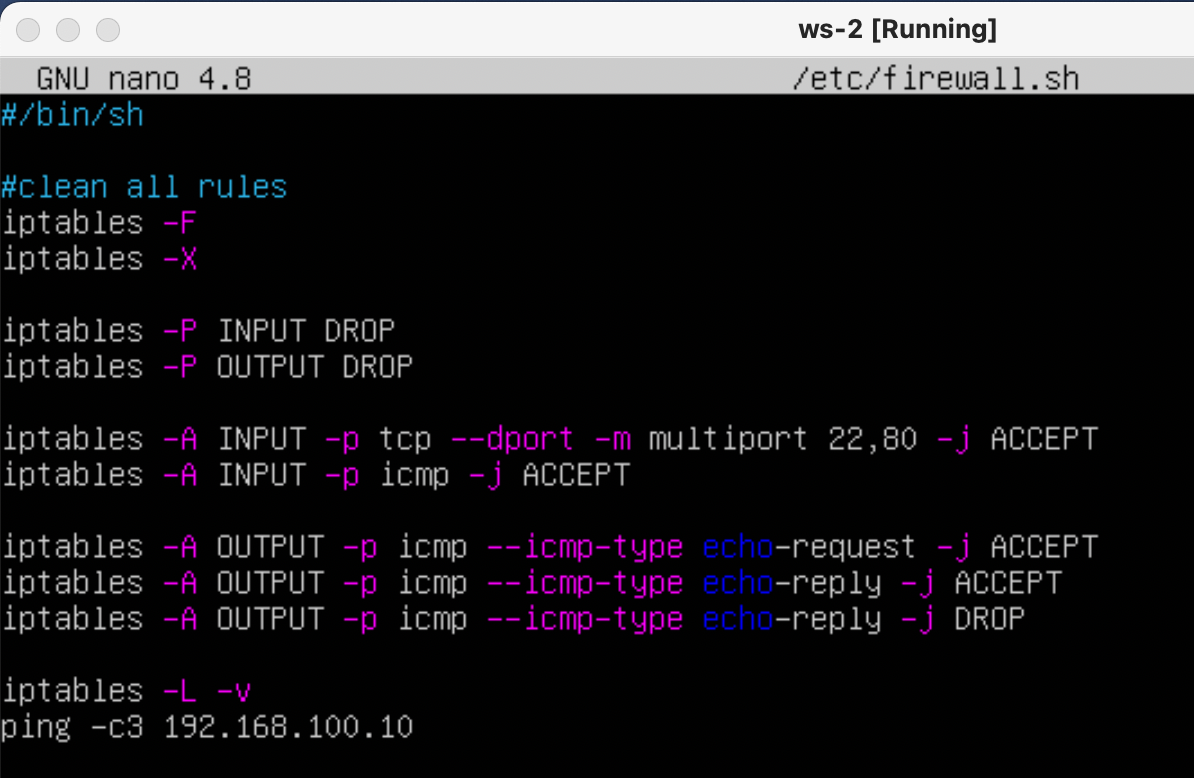 ws-2 [Running]
GNU nano 4.8 /etc/firewall.sh
#/bin/sh
#clean all rules
iptables -F
iptables -X
iptables -P INPUT DROP
iptables -P OUTPUT DROP
iptables -A INPUT -p tcp --dport -m multiport 22,80 -j ACCEPT
iptables -A INPUT -p icmp -j ACCEPT
iptables -A OUTPUT -p icmp --icmp-type echo-request -j ACCEPT
iptables -A OUTPUT -p icmp --icmp-type echo-reply -j ACCEPT
iptables -A OUTPUT -p icmp --icmp-type echo-reply -j DROP
iptables -L -v
ping -c3 192.168.100.10